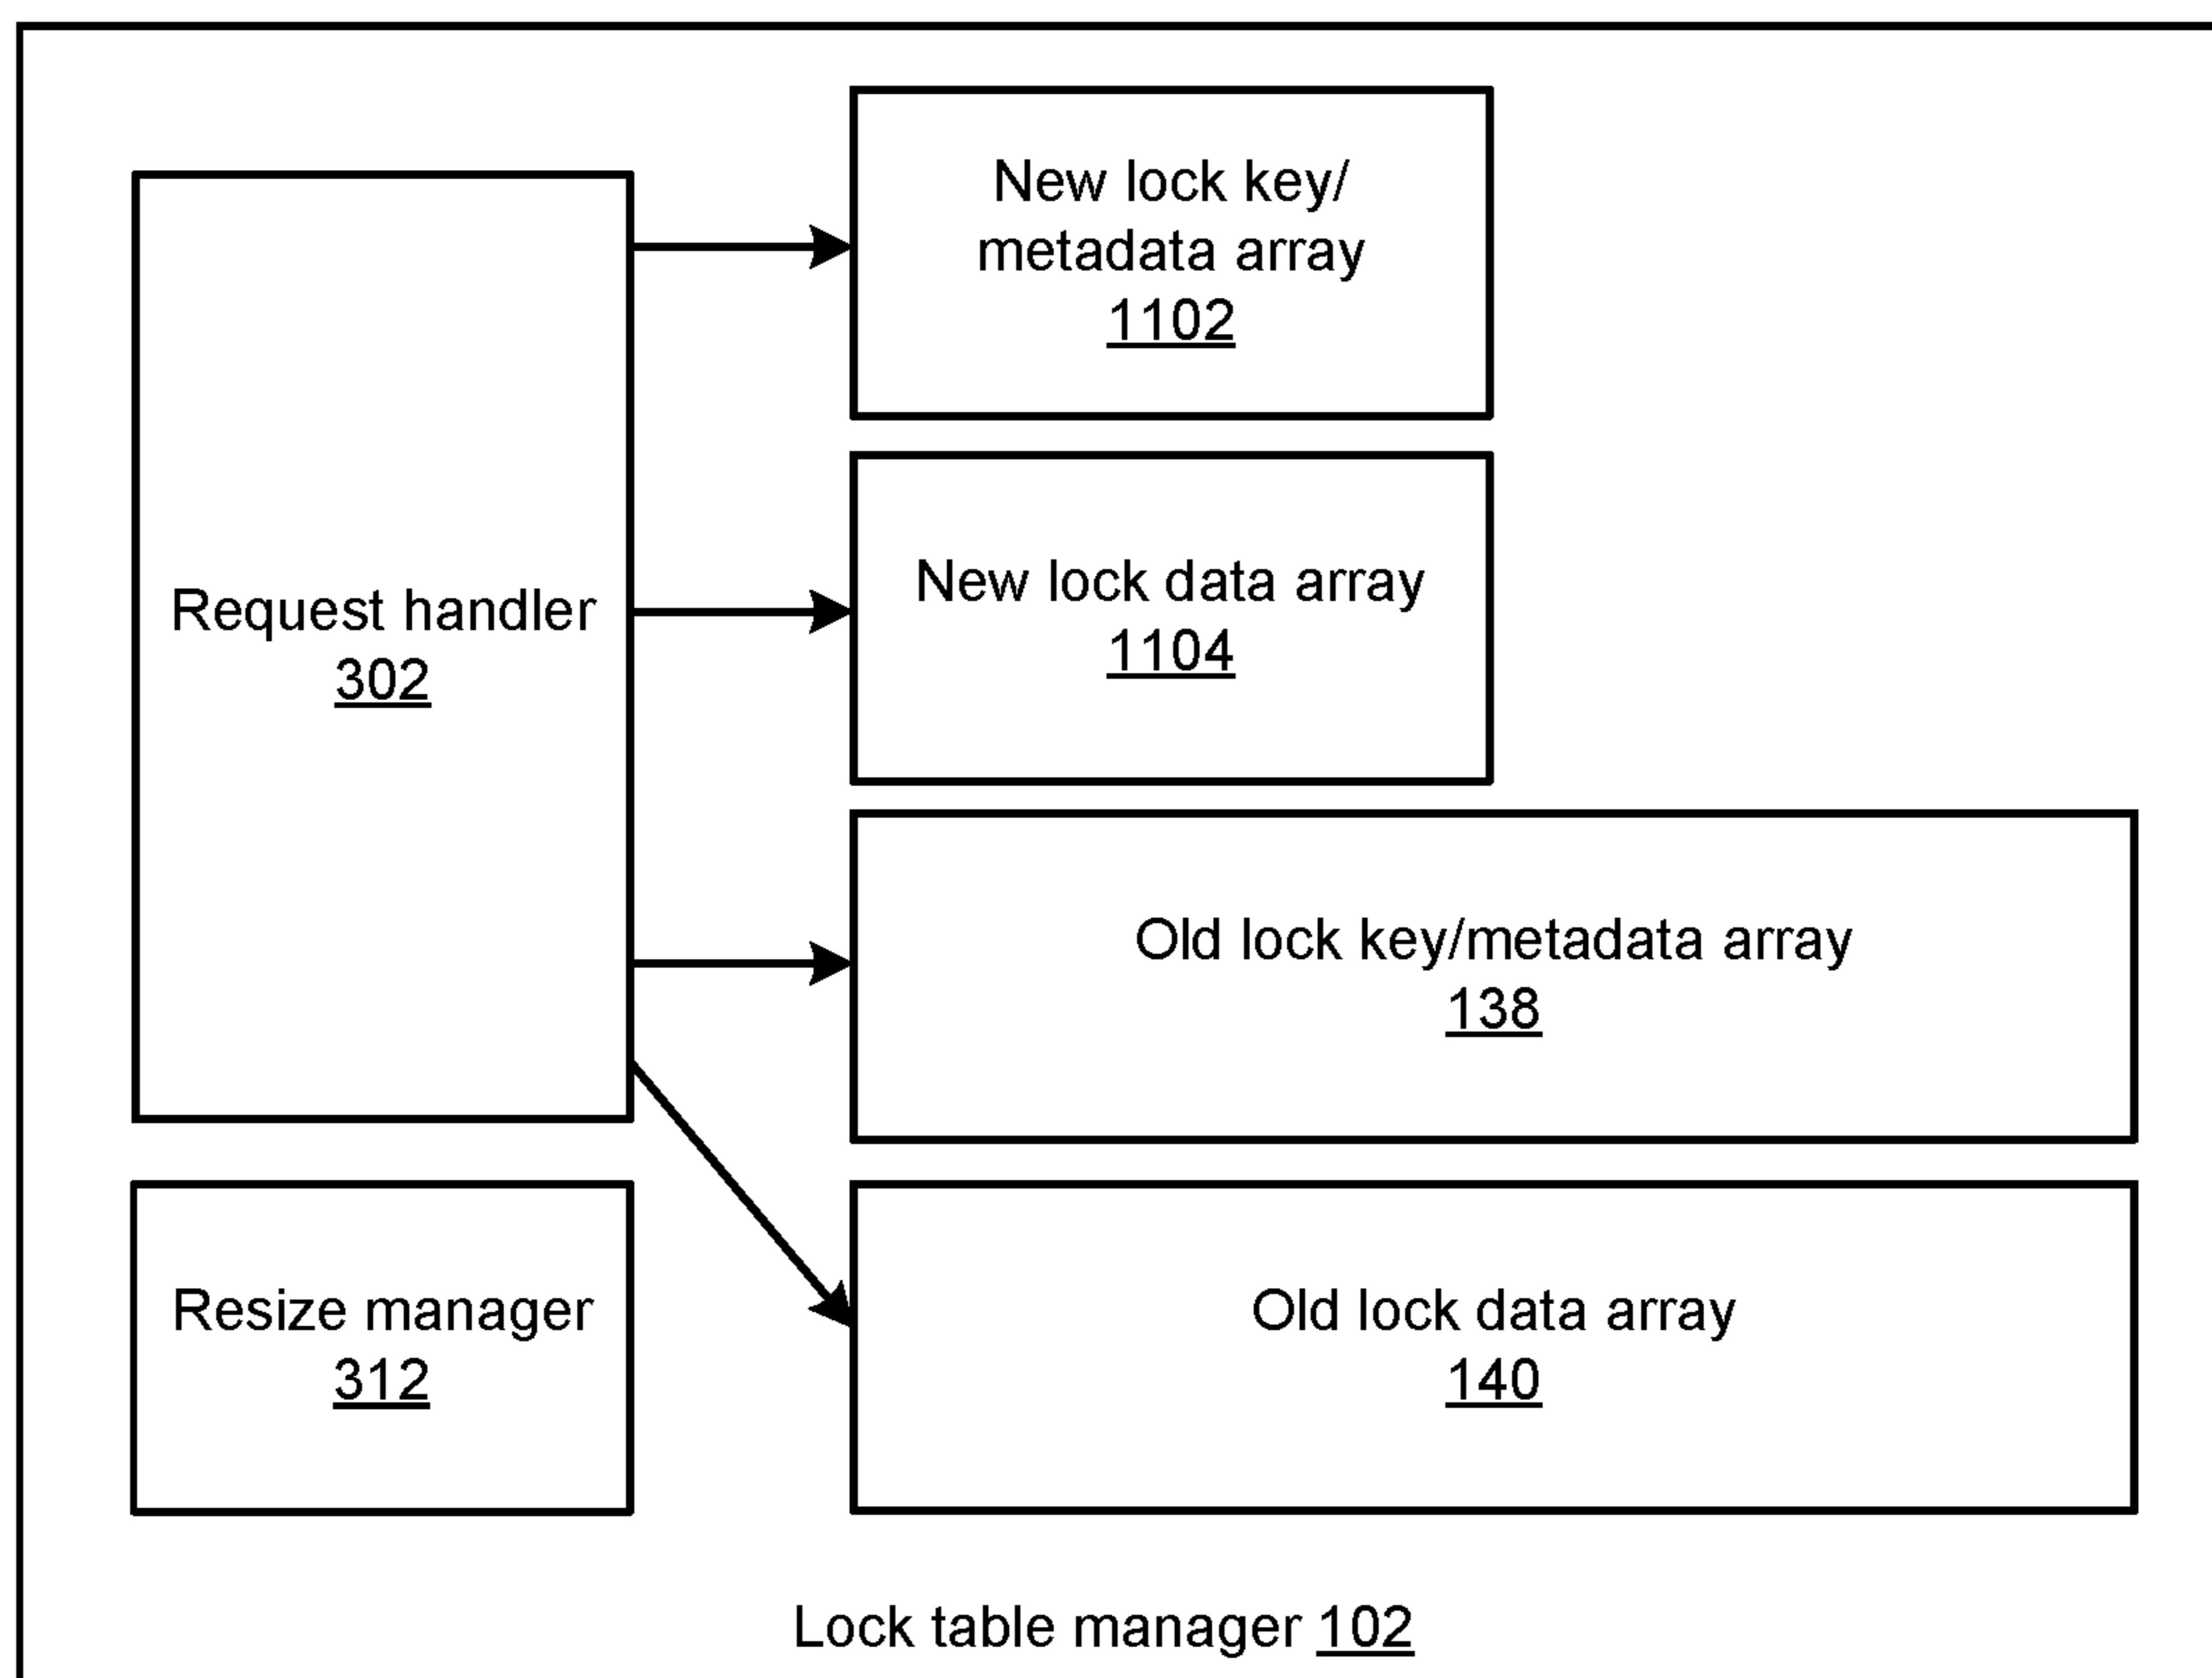 New lock key/
metadata array
1102
Request handler
302
New lock data array
1104
Old lock key/metadata array
138
Resize manager
312
Old lock data array
140
Lock table manager 102